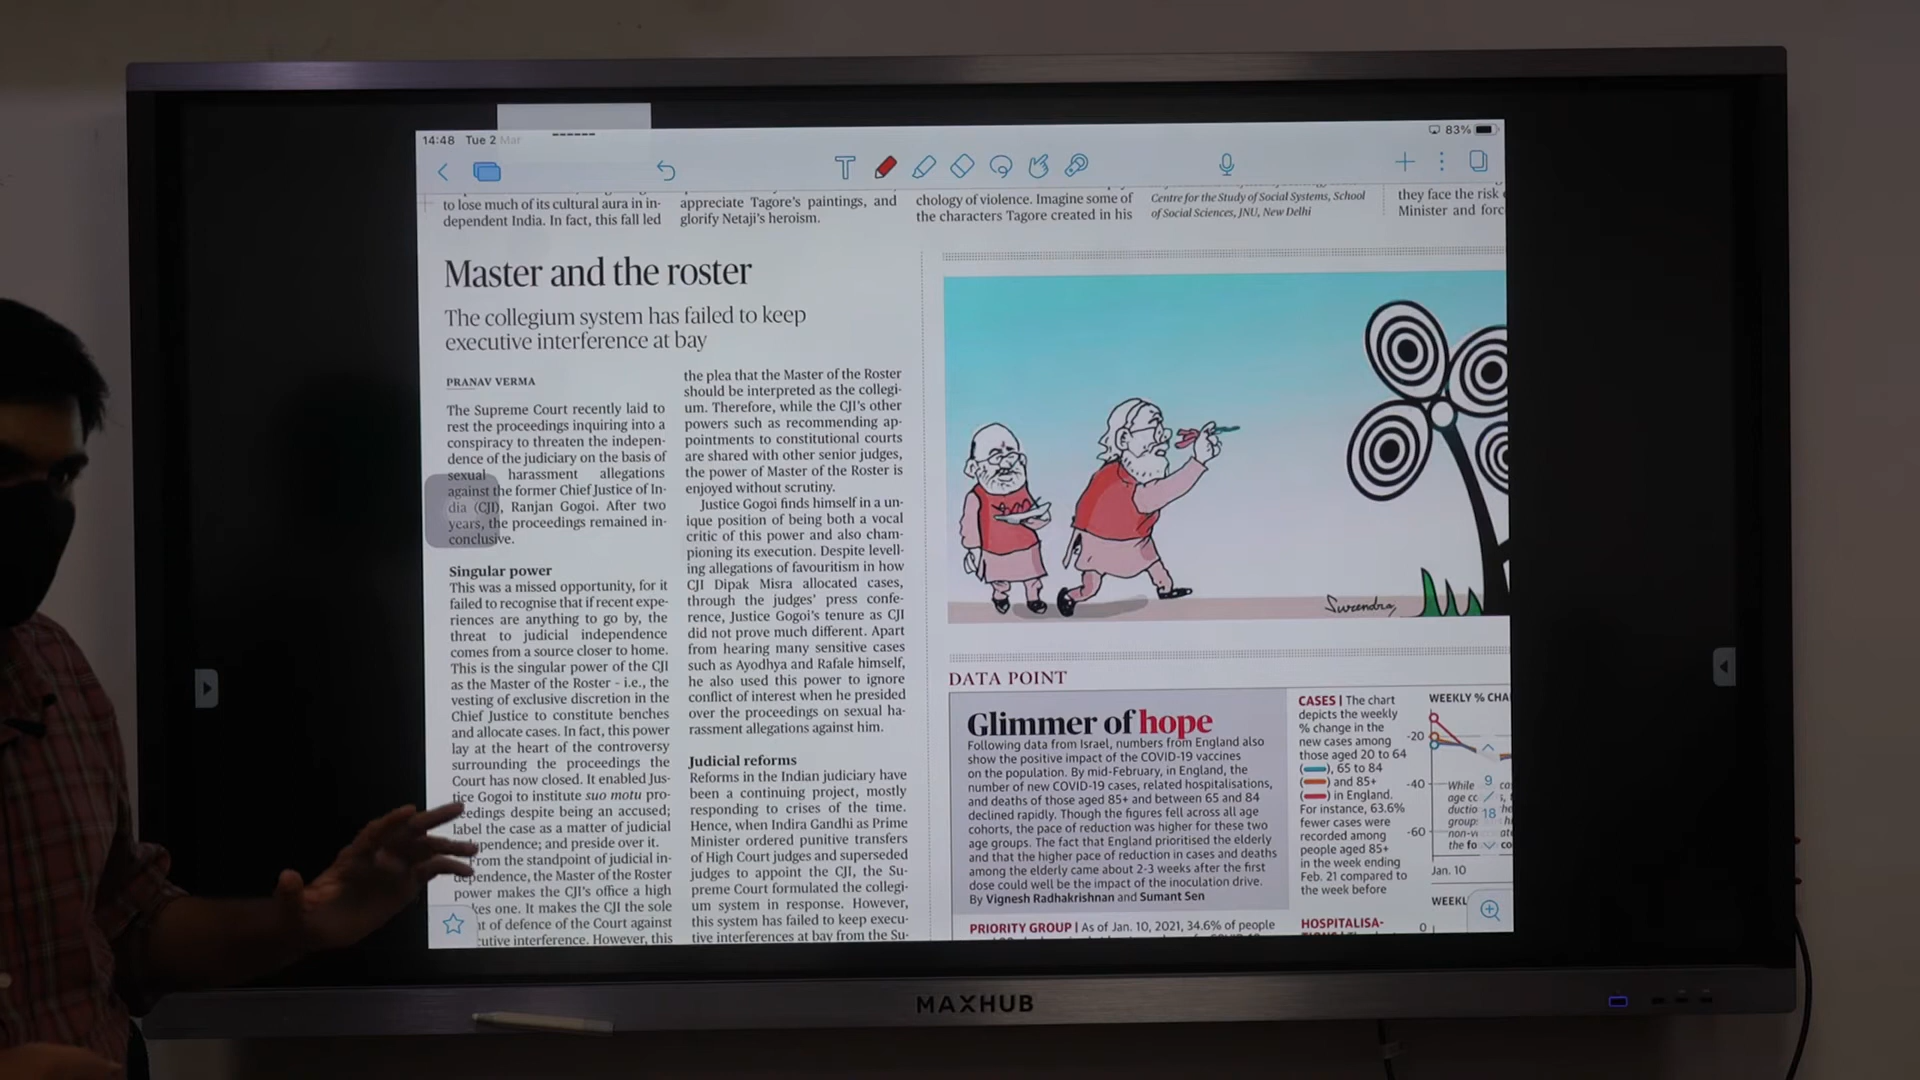 14:48 Tue 2 Mar
83%
to lose much of its cultural aura in in-
dependent India. In fact, this fall led
appreciate Tagore's paintings, and
glorify Netaji's heroism.
chology of violence. Imagine some of
the characters Tagore created in his
Centre for the Study of Social Systems, School
of Social Sciences, JNU, New Delhi
they face the risk
Minister and forc
Master and the roster
The collegium system has failed to keep
executive interference at bay
PRANAV VERMA
The Supreme Court recently laid to
rest the proceedings inquiring into a
conspiracy to threaten the indepen-
dence of the judiciary on the basis of
sexual harassment allegations
against the former Chief Justice of In-
dia (CJI), Ranjan Gogoi. After two
years, the proceedings remained in-
conclusive.
Singular power
This was a missed opportunity, for it
failed to recognise that if recent expe-
riences are anything to go by, the
threat to judicial independence
comes from a source closer to home.
This is the singular power of the CJI
as the Master of the Roster - i.e., the
vesting of exclusive discretion in the
Chief Justice to constitute benches
and allocate cases. In fact, this power
lay at the heart of the controversy
surrounding the proceedings the
Court has now closed. It enabled Jus-
tice Gogoi to institute suo motu pro-
eedings despite being an accused;
label the case as a matter of judicial
pendence; and preside over it.
From the standpoint of judicial in-
dependence, the Master of the Roster
power makes the CJI's office a high
kes one. It makes the CJI the sole
nt of defence of the Court against
cutive interference. However, this
the plea that the Master of the Roster
should be interpreted as the collegi-
um. Therefore, while the CJI's other
powers such as recommending ap-
pointments to constitutional courts
are shared with other senior judges,
the power of Master of the Roster is
enjoyed without scrutiny.
Justice Gogoi finds himself in a un-
ique position of being both a vocal
critic of this power and also cham-
pioning its execution. Despite levell-
ing allegations of favouritism in how
CJI Dipak Misra allocated cases,
through the judges' press confe-
rence, Justice Gogoi's tenure as CJI
did not prove much different. Apart
from hearing many sensitive cases
such as Ayodhya and Rafale himself,
he also used this power to ignore
conflict of interest when he presided
over the proceedings on sexual ha-
rassment allegations against him.
Judicial reforms
Reforms in the Indian judiciary have
been a continuing project, mostly
responding to crises of the time.
Hence, when Indira Gandhi as Prime
Minister ordered punitive transfers
of High Court judges and superseded
judges to appoint the CJI, the Su-
preme Court formulated the collegi-
um system in response. However,
this system has failed to keep execu-
tive interferences at bay from the Su-
Surendra
DATA POINT
Glimmer of hope
Following data from Israel, numbers from England also
show the positive impact of the COVID-19 vaccines
on the population. By mid-February, in England, the
number of new COVID-19 cases, related hospitalisations,
and deaths of those aged 85+ and between 65 and 84
declined rapidly. Though the figures fell across all age
cohorts, the pace of reduction was higher for these two
age groups. The fact that England prioritised the elderly
and that the higher pace of reduction in cases and deaths
among the elderly came about 2-3 weeks after the first
dose could well be the impact of the inoculation drive.
By Vignesh Radhakrishnan and Sumant Sen
PRIORITY GROUP | As of Jan. 10, 2021, 34.6% of people
CASES | The chart
depicts the weekly
% change in the
new cases among
those aged 20 to 64
( ), 65 to 84
( ) and 85+
( ) in England.
For instance, 63.6%
fewer cases were
recorded among
people aged 85+
in the week ending
Feb. 21 compared to
the week before
HOSPITALISA-
WEEKLY % CHA
-20
-40
-60
While
age
ductio
group:
the fo
9
18
Jan. 10
WEEKL
0
MAXHUB